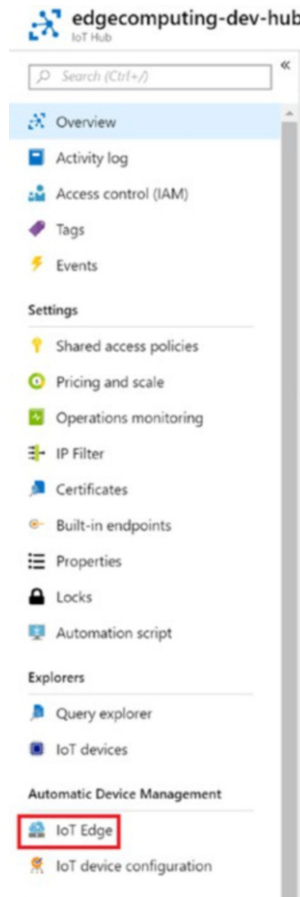 edgecomputing-dev-hub
IoT Hub
Search (Ctrl+/)
«
Overview
Activity log
Access control (IAM)
Tags
Events
Settings
Shared access policies
Pricing and scale
Operations monitoring
IP Filter
Certificates
Built-in endpoints
Properties
Locks
Automation script
Explorers
Query explorer
IoT devices
Automatic Device Management
IoT Edge
IoT device configuration